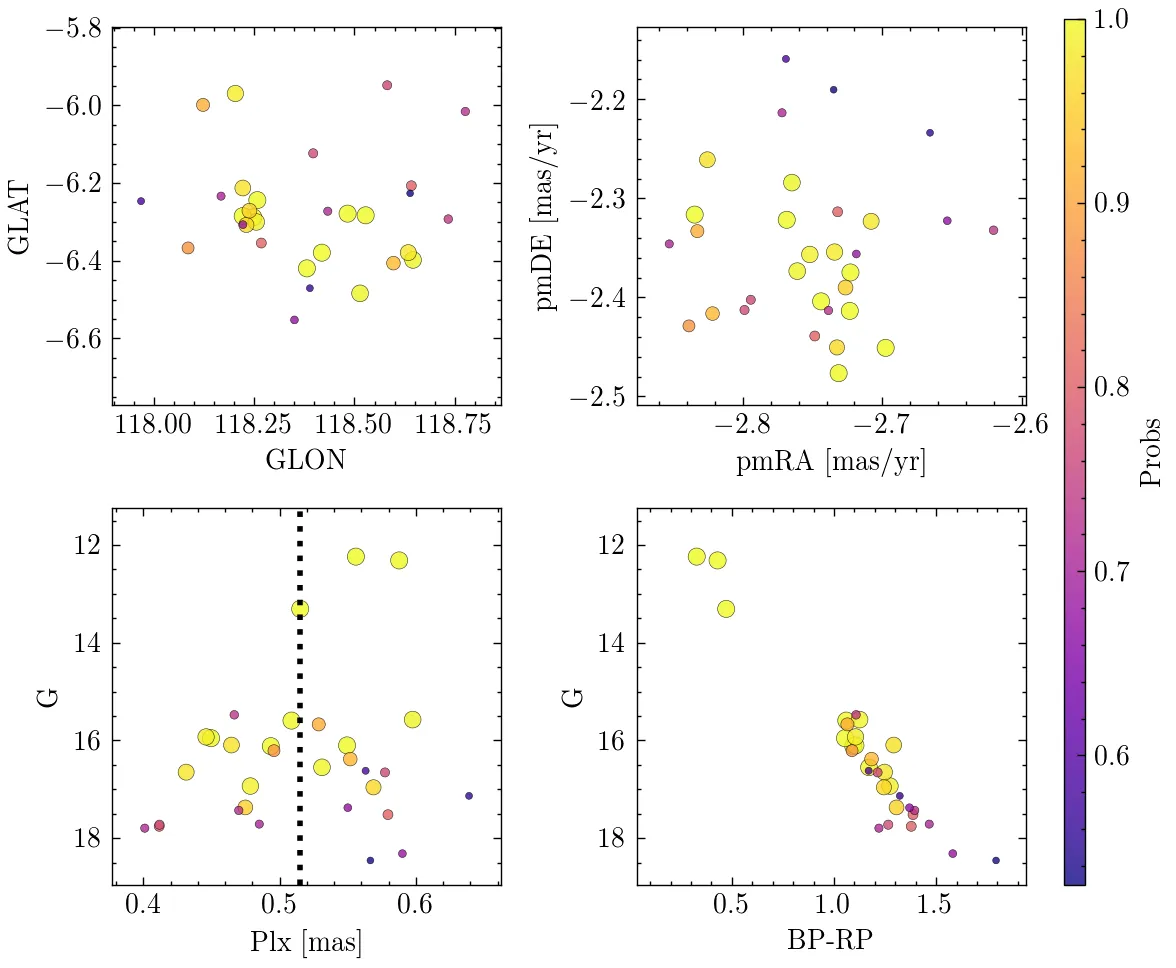 −5.8
−6.0
−6.2
−6.4
−6.6
GLAT
118.00 118.25 118.50 118.75
GLON
−2.2
−2.3
−2.4
−2.5
pmDE [mas/yr]
−2.8 −2.7 −2.6
pmRA [mas/yr]
12
14
16
18
G
0.4 0.5 0.6
Plx [mas]
12
14
16
18
G
0.5 1.0 1.5
BP-RP
1.0
0.9
0.8
0.7
0.6
Probs